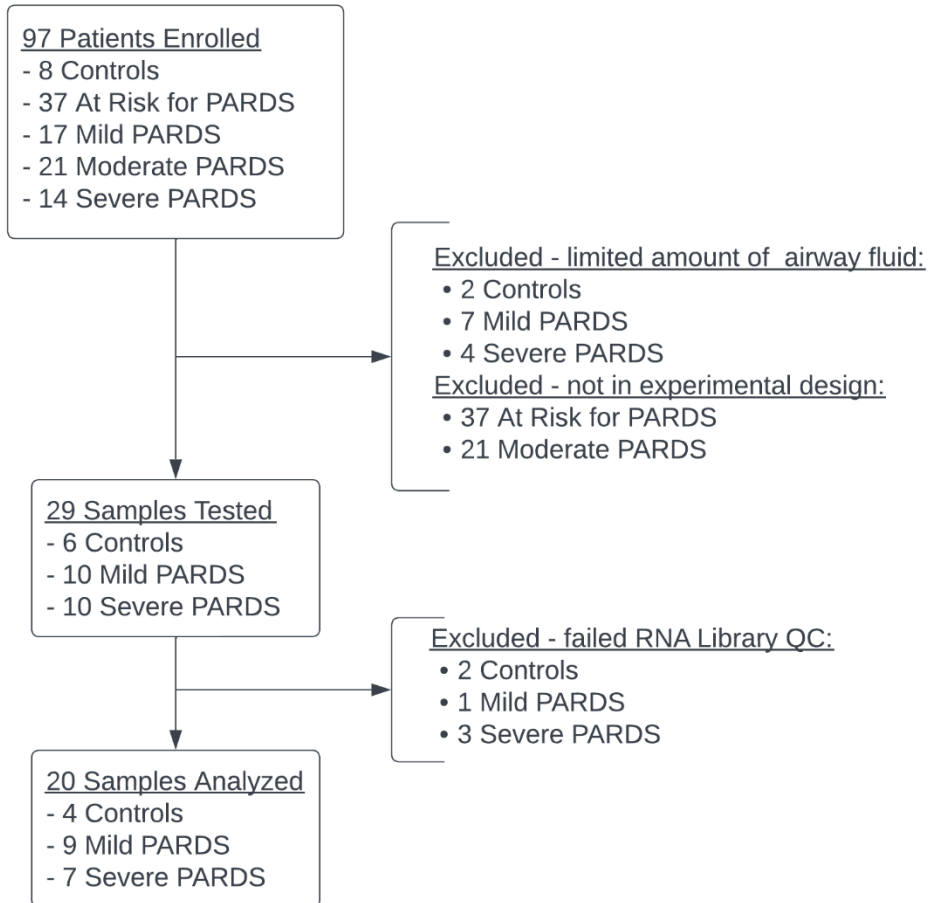 97 Patients Enrolled
- 8 Controls
- 37 At Risk for PARDS
- 17 Mild PARDS
- 21 Moderate PARDS
- 14 Severe PARDS
Excluded - limited amount of  airway fluid:
• 2 Controls
• 7 Mild PARDS
• 4 Severe PARDS
Excluded - not in experimental design:
• 37 At Risk for PARDS
• 21 Moderate PARDS
29 Samples Tested
- 6 Controls
- 10 Mild PARDS
- 10 Severe PARDS
Excluded - failed RNA Library QC:
• 2 Controls
• 1 Mild PARDS
• 3 Severe PARDS
20 Samples Analyzed
- 4 Controls
- 9 Mild PARDS
- 7 Severe PARDS